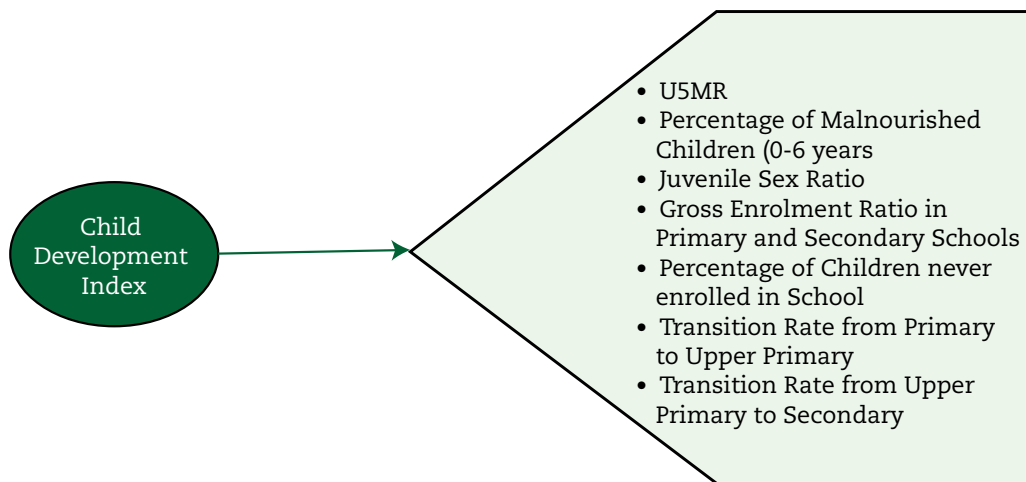 Child
Development
Index
• U5MR
• Percentage of Malnourished
Children (0-6 years
• Juvenile Sex Ratio
• Gross Enrolment Ratio in
Primary and Secondary Schools
• Percentage of Children never
enrolled in School
• Transition Rate from Primary
to Upper Primary
• Transition Rate from Upper
Primary to Secondary